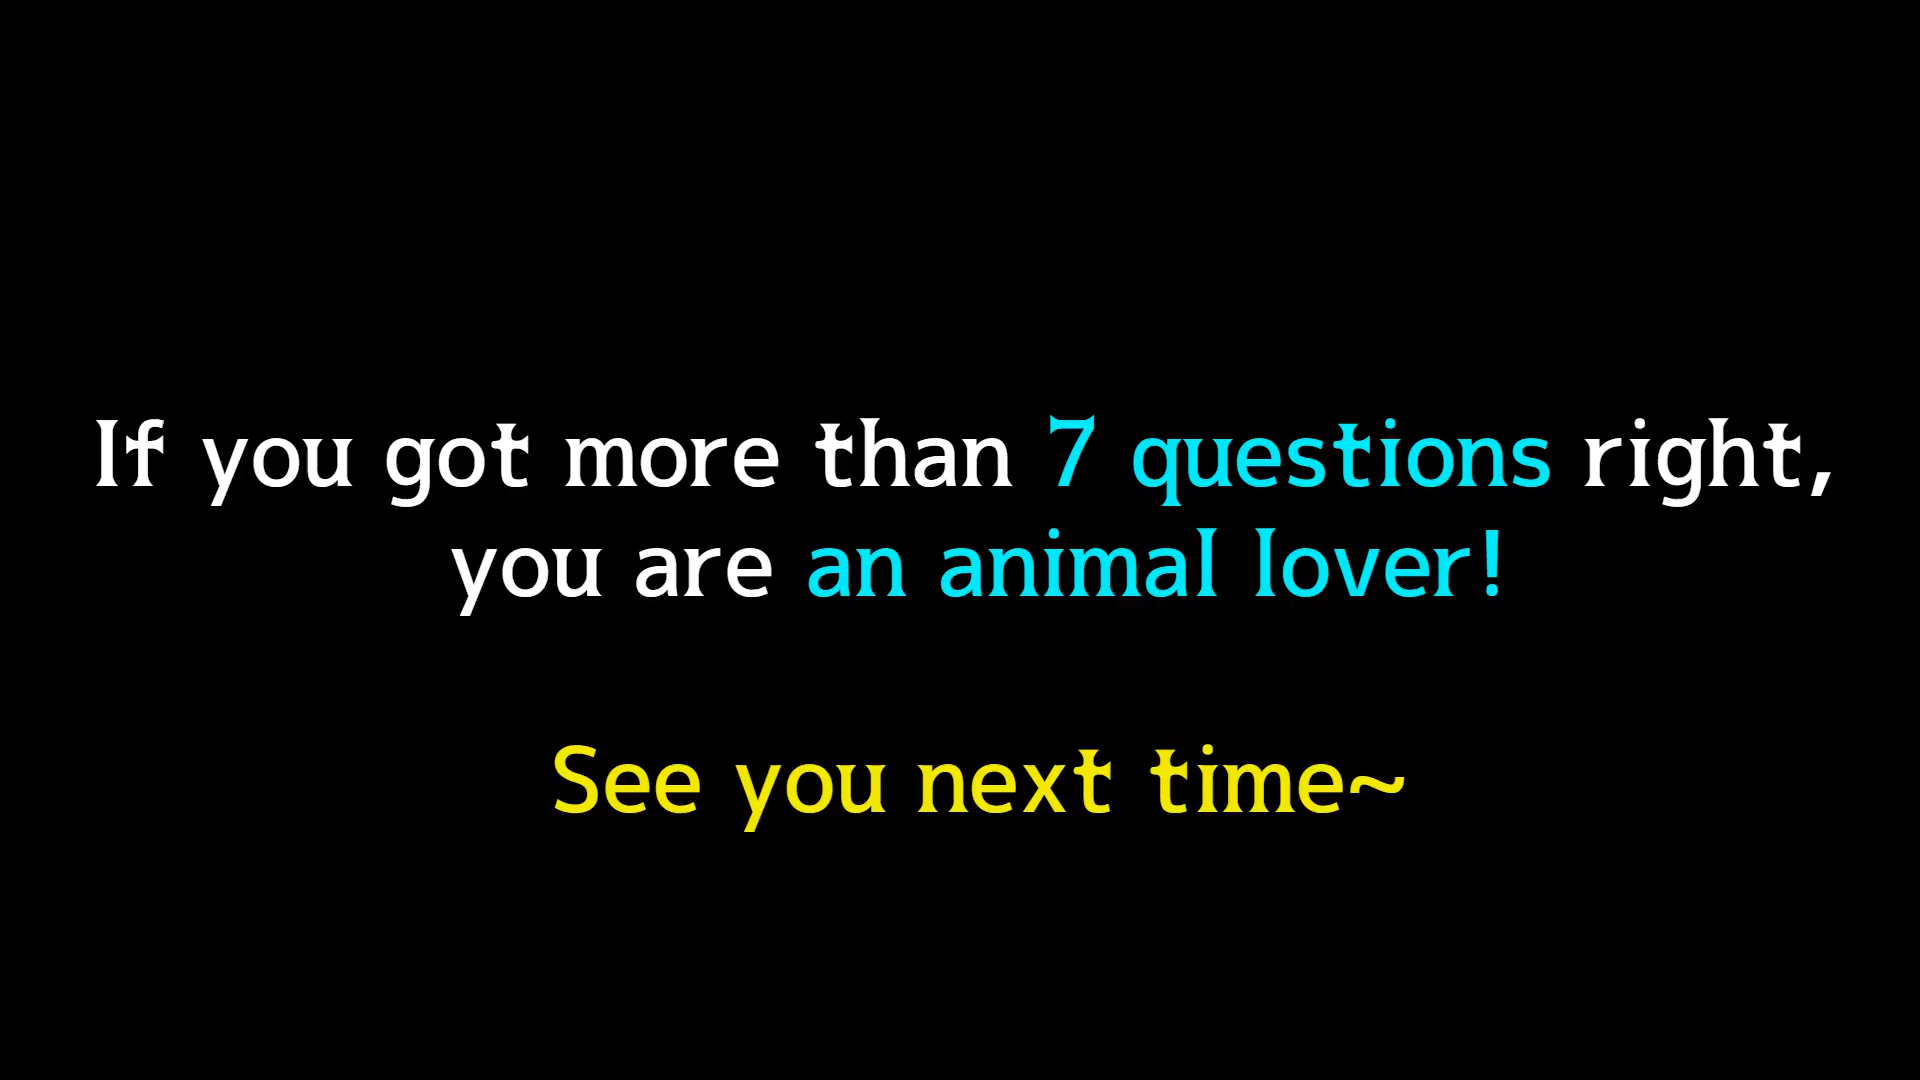 If you got more than 7 questions right,
you are an animal lover!
See you next time~